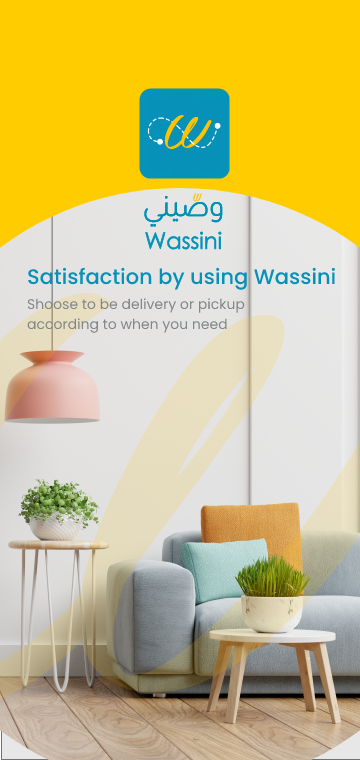 وصّيني
Wassini
Satisfaction by using Wassini
Shoose to be delivery or pickup
according to when you need